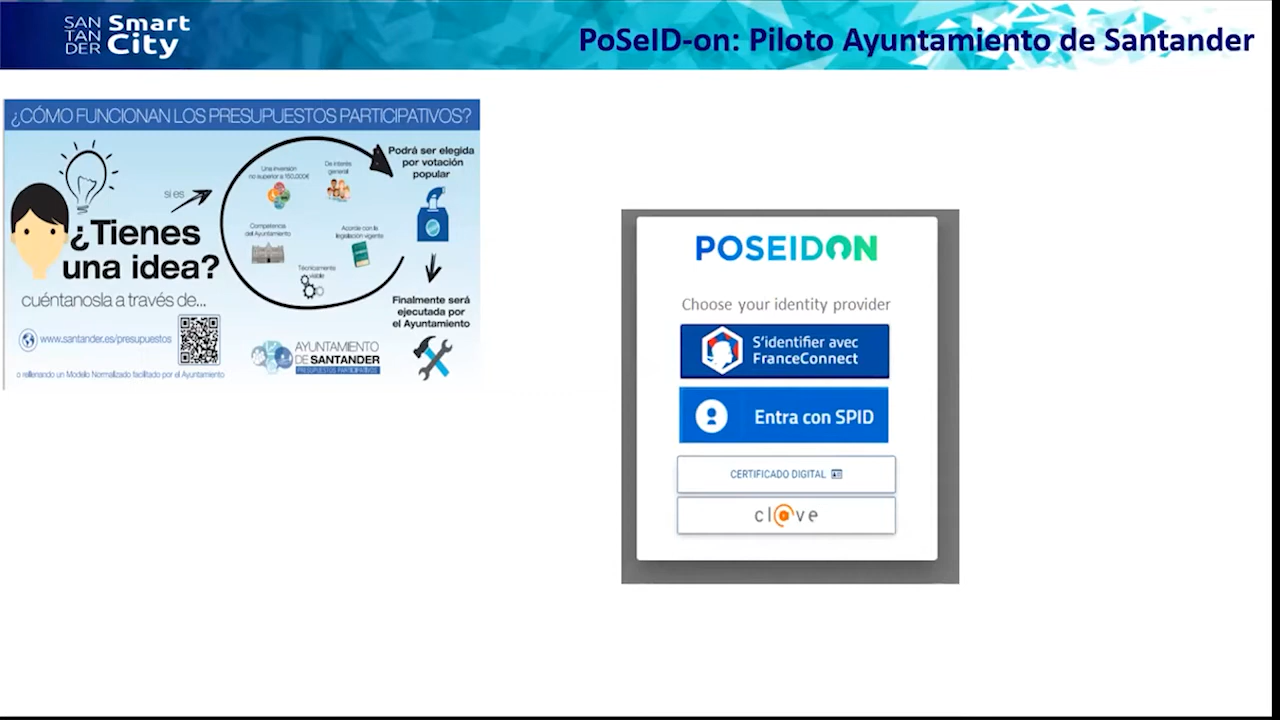 SAN
TAN
DER
Smart
City
PoSeID-on: Piloto Ayuntamiento de Santander
¿CÓMO FUNCIONAN LOS PRESUPUESTOS PARTICIPATIVOS?
si es
¿Tienes
una idea?
cuéntanosla a través de...
www.santander.es/presupuestos
o rellenando un Modelo Normalizado facilitado por el Ayuntamiento
Una inversión
no superior a 150,000€
De interés
general
Competencia
del Ayuntamiento
Acorde con la
legislación vigente
Técnicamente
viable
Podrá ser elegida
por votación
popular
Finalmente será
ejecutada por
el Ayuntamiento
AYUNTAMIENTO
DE SANTANDER
PRESUPUESTOS PARTICIPATIVOS
POSEIDON
Choose your identity provider
S'identifier avec
FranceConnect
Entra con SPID
CERTIFICADO DIGITAL
cl@ve